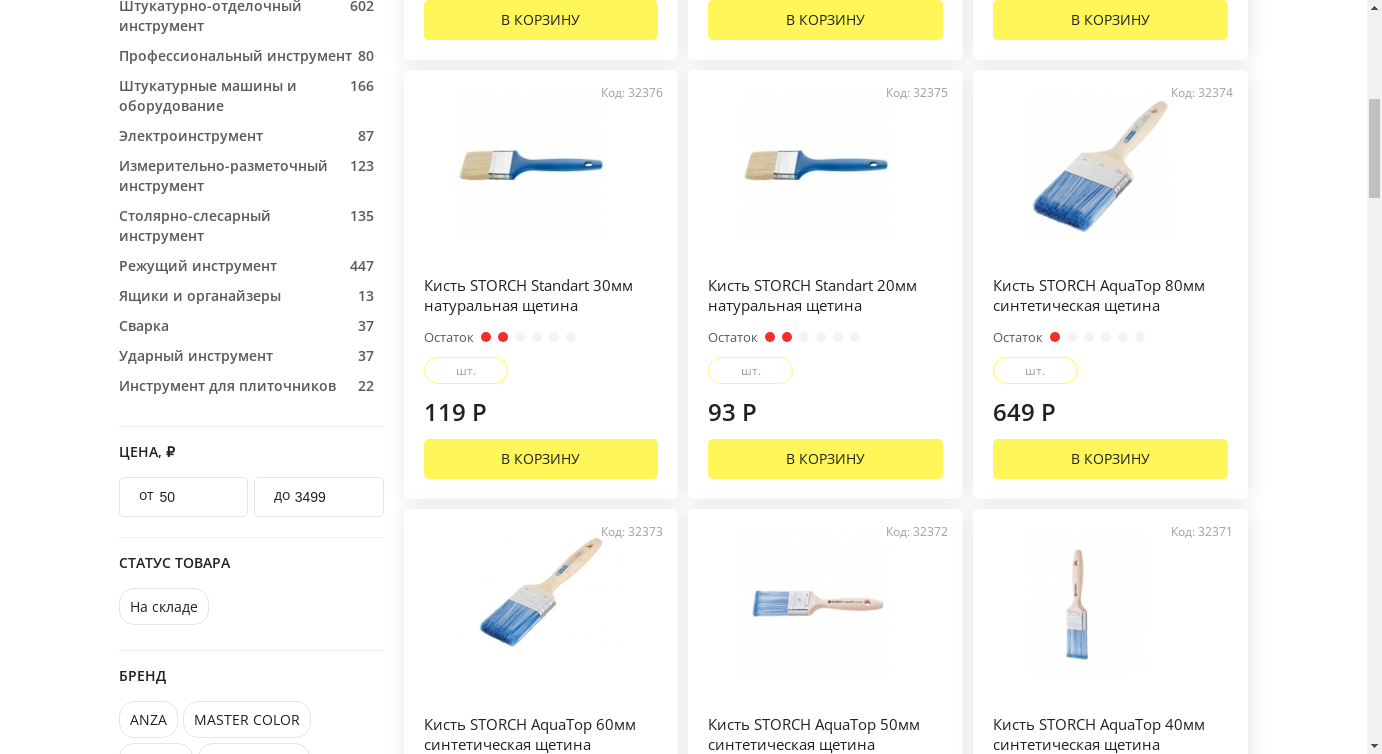 Штукатурно-отделочный 602
инструмент
Профессиональный инструмент 80
Штукатурные машины и 166
оборудование
Электроинструмент 87
Измерительно-разметочный 123
инструмент
Столярно-слесарный 135
инструмент
Режущий инструмент 447
Ящики и органайзеры 13
Сварка 37
Ударный инструмент 37
Инструмент для плиточников 22
ЦЕНА, ₽
от 50 до 3499
СТАТУС ТОВАРА
На складе
БРЕНД
ANZA MASTER COLOR
В КОРЗИНУ
В КОРЗИНУ
В КОРЗИНУ
Код: 32376
Кисть STORCH Standart 30мм
натуральная щетина
Остаток
шт.
119 Р
В КОРЗИНУ
Код: 32375
Кисть STORCH Standart 20мм
натуральная щетина
Остаток
шт.
93 Р
В КОРЗИНУ
Код: 32374
Кисть STORCH AquaTop 80мм
синтетическая щетина
Остаток
шт.
649 Р
В КОРЗИНУ
Код: 32373
Кисть STORCH AquaTop 60мм
синтетическая щетина
Код: 32372
Кисть STORCH AquaTop 50мм
синтетическая щетина
Код: 32371
Кисть STORCH AquaTop 40мм
синтетическая щетина